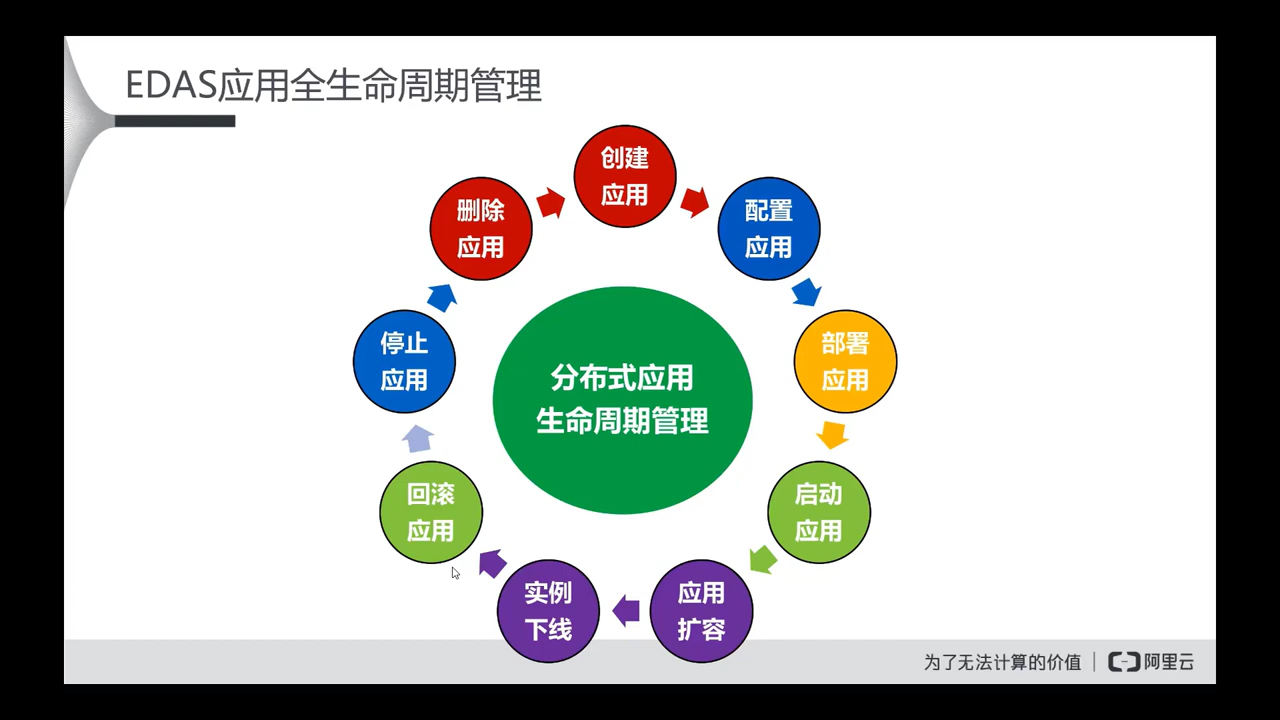 EDAS应用全生命周期管理
创建
应用
配置
应用
部署
应用
启动
应用
应用
扩容
实例
下线
回滚
应用
停止
应用
删除
应用
分布式应用
生命周期管理
为了无法计算的价值
阿里云